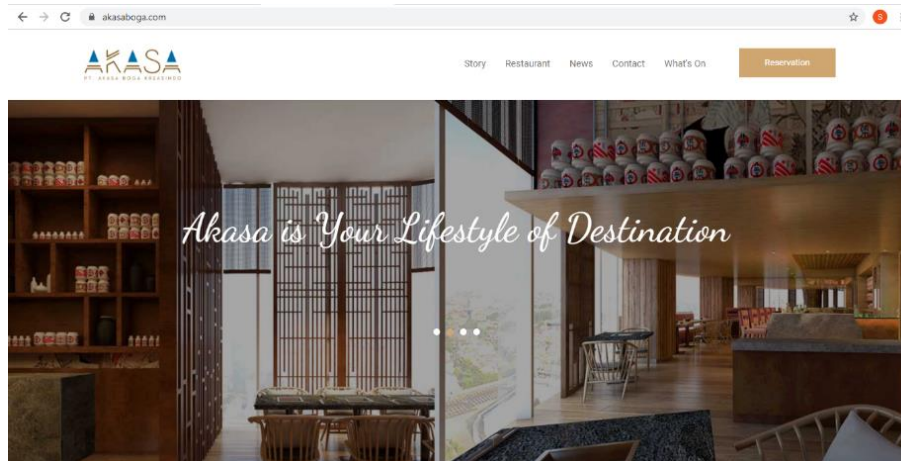 akasaboga.com
S
AKASA
PT. AKASA BOGA KREASINDO
Story Restaurant News Contact What's On Reservation
Akasa is Your Lifestyle of Destination